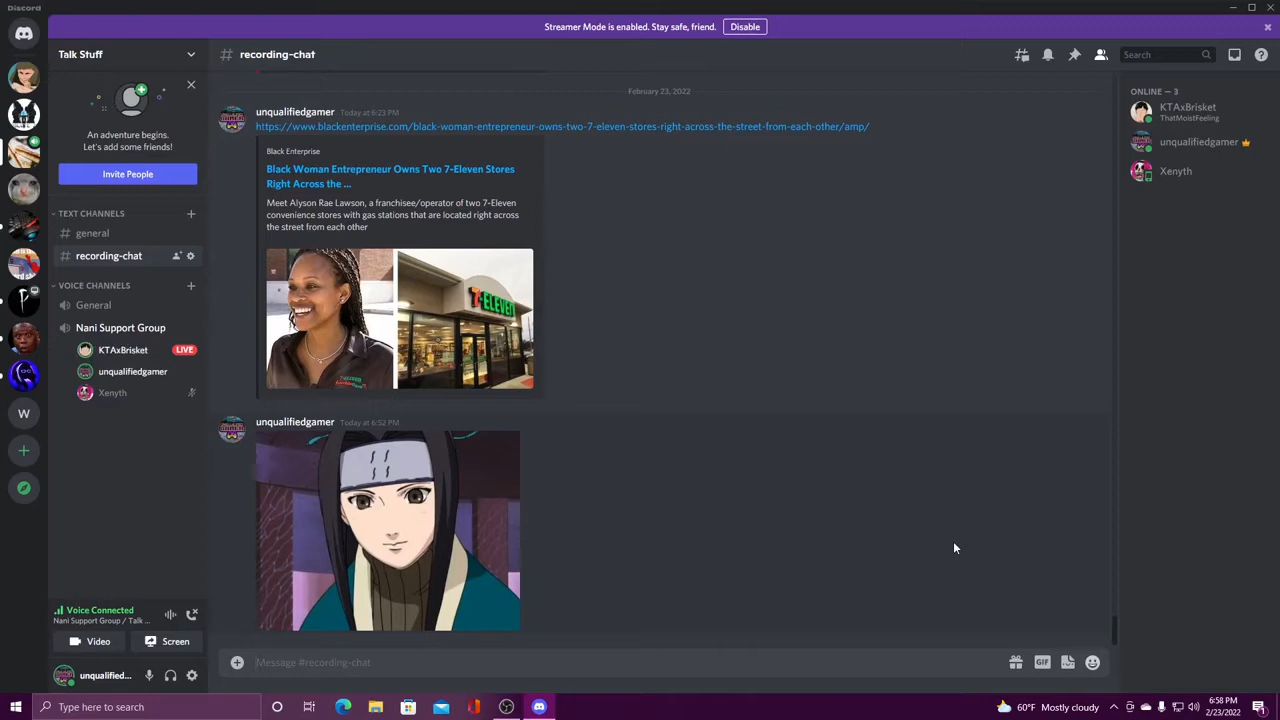 Discord
Streamer Mode is enabled. Stay safe, friend.
Disable
Talk Stuff
An adventure begins.
Let's add some friends!
Invite People
TEXT CHANNELS
general
recording-chat
VOICE CHANNELS
General
Nani Support Group
KTAxBrisket
LIVE
unqualifiedgamer
Xenyth
W
Voice Connected
Nani Support Group / Talk ...
Video
Screen
unqualifiedg...
# recording-chat
Search
February 23, 2022
unqualifiedgamer Today at 6:23 PM
https://www.blackenterprise.com/black-woman-entrepreneur-owns-two-7-eleven-stores-right-across-the-street-from-each-other/amp/
Black Enterprise
Black Woman Entrepreneur Owns Two 7-Eleven Stores
Right Across the ...
Meet Alyson Rae Lawson, a franchisee/operator of two 7-Eleven
convenience stores with gas stations that are located right across
the street from each other
7-ELEVEN
unqualifiedgamer Today at 6:52 PM
Message #recording-chat
GIF
ONLINE — 3
KTAxBrisket
ThatMoistFeeling
unqualifiedgamer
Xenyth
Type here to search
60°F Mostly cloudy
6:58 PM
2/23/2022